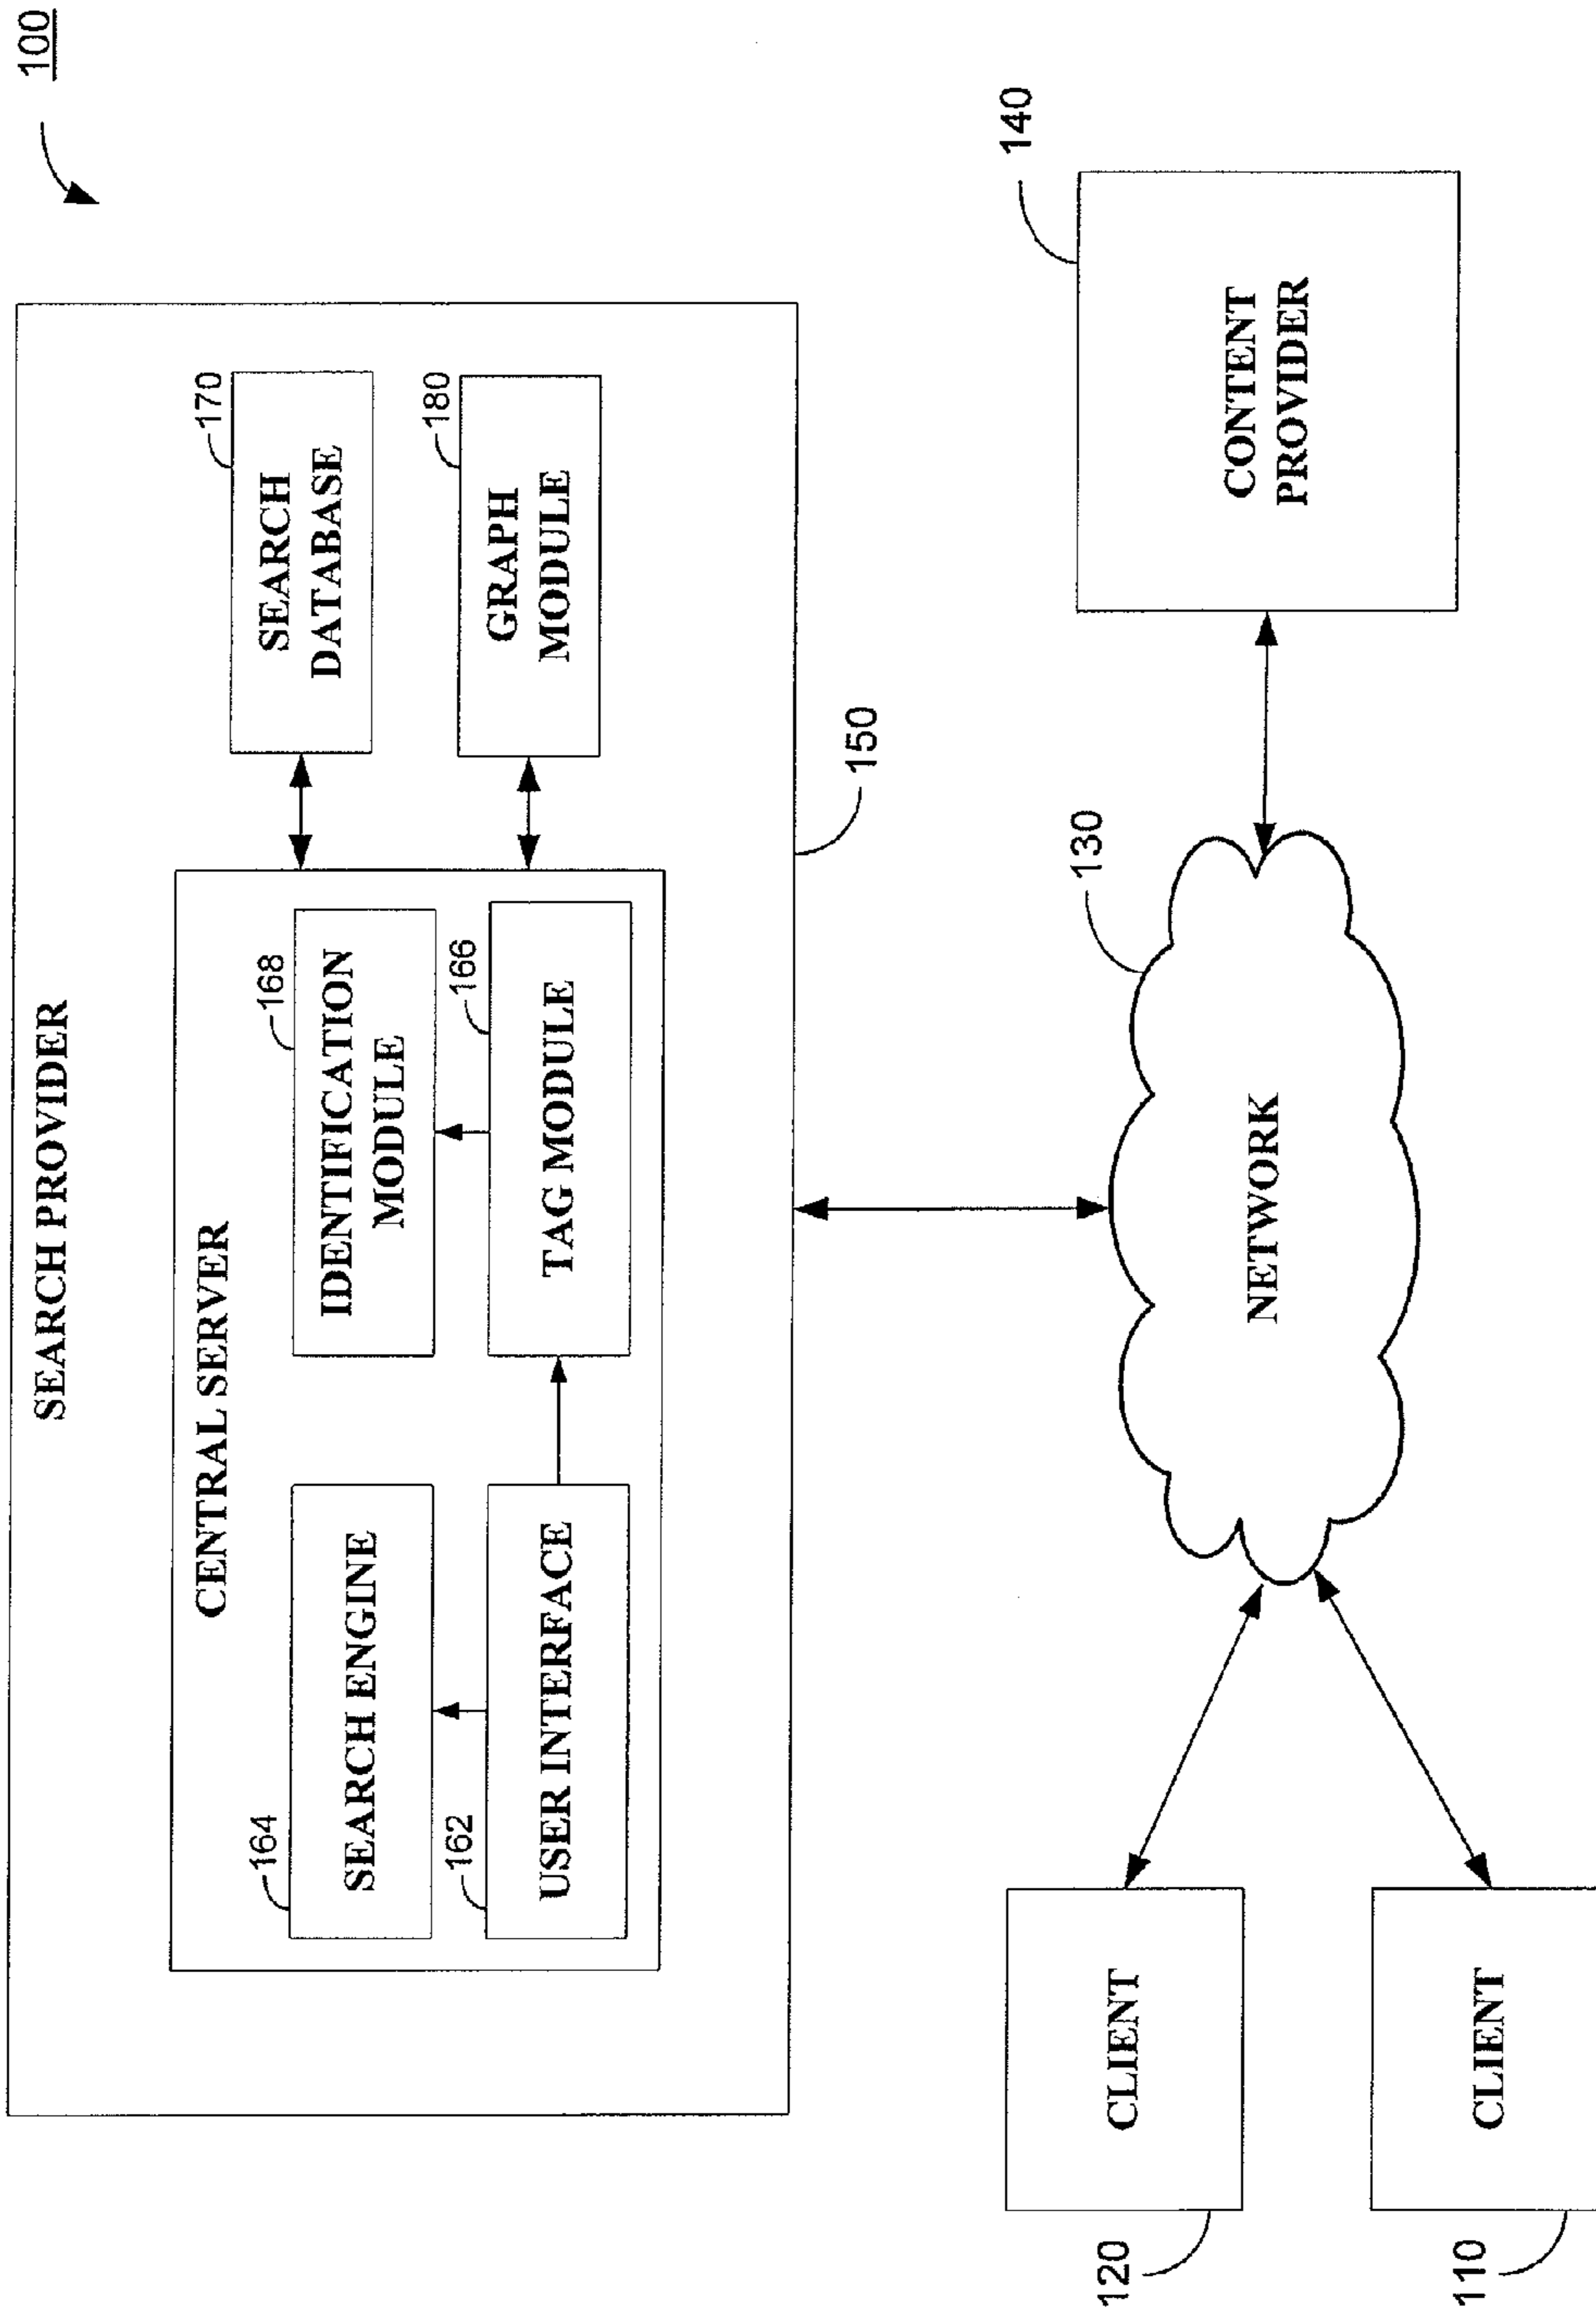 100
SEARCH PROVIDER
CENTRAL SERVER
164
SEARCH ENGINE
168
IDENTIFICATION
MODULE
170
SEARCH
DATABASE
162
USER INTERFACE
166
TAG MODULE
180
GRAPH
MODULE
150
120
CLIENT
110
CLIENT
130
NETWORK
140
CONTENT
PROVIDER